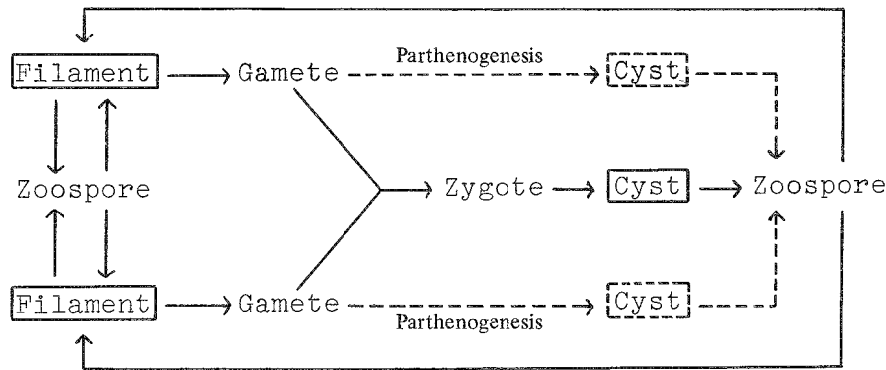 Parthenogenesis
Filament Gamete Cyst
Zoospore Zygote Cyst Zoospore
Filament Gamete Cyst
Parthenogenesis